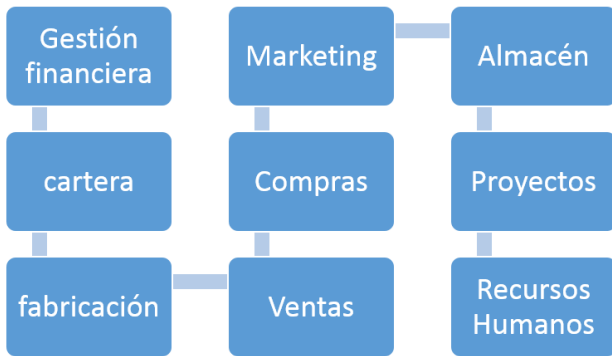 Gestión
financiera
cartera
fabricación
Ventas
Compras
Marketing
Almacén
Proyectos
Recursos
Humanos